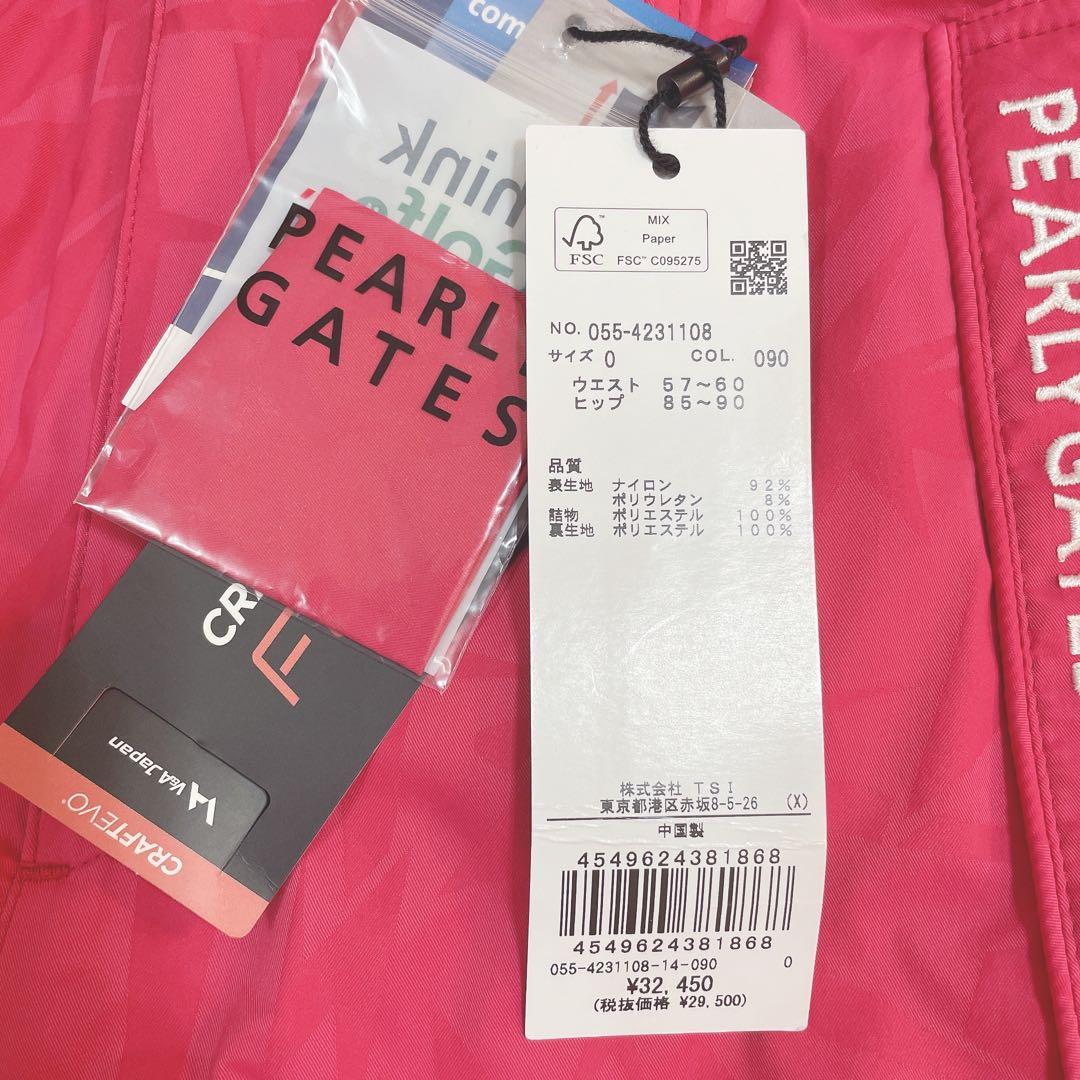 com
hink
Golf
PEARL
GATES
CR
V&A Japan
CRAFTEVO®
MIX
Paper
FSC™ C095275
FSC™
NO. 055-4231108
サイズ 0 COL. 090
ウエスト 57～60
ヒップ 85～90
品質
表生地 ナイロン 92%
ポリウレタン 8%
詰物 ポリエステル 100%
裏生地 ポリエステル 100%
株式会社 TSI
東京都港区赤坂8-5-26 (X)
中国製
4549624381868
4549624381868
055-4231108-14-090 0
¥32,450
(税抜価格 ¥29,500)
PEARLY GATES